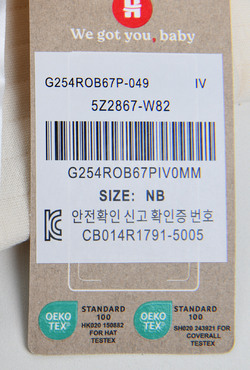 We got you, baby
G254ROB67P-049 IV
5Z2867-W82
G254ROB67PIV0MM
SIZE: NB
안전확인 신고 확인증 번호
CB014R1791-5005
OEKO TEX®
STANDARD 100
HK020 150882
FOR HAT
TESTEX
OEKO TEX®
STANDARD 100
SH020 243921 FOR
COVERALL
TESTEX